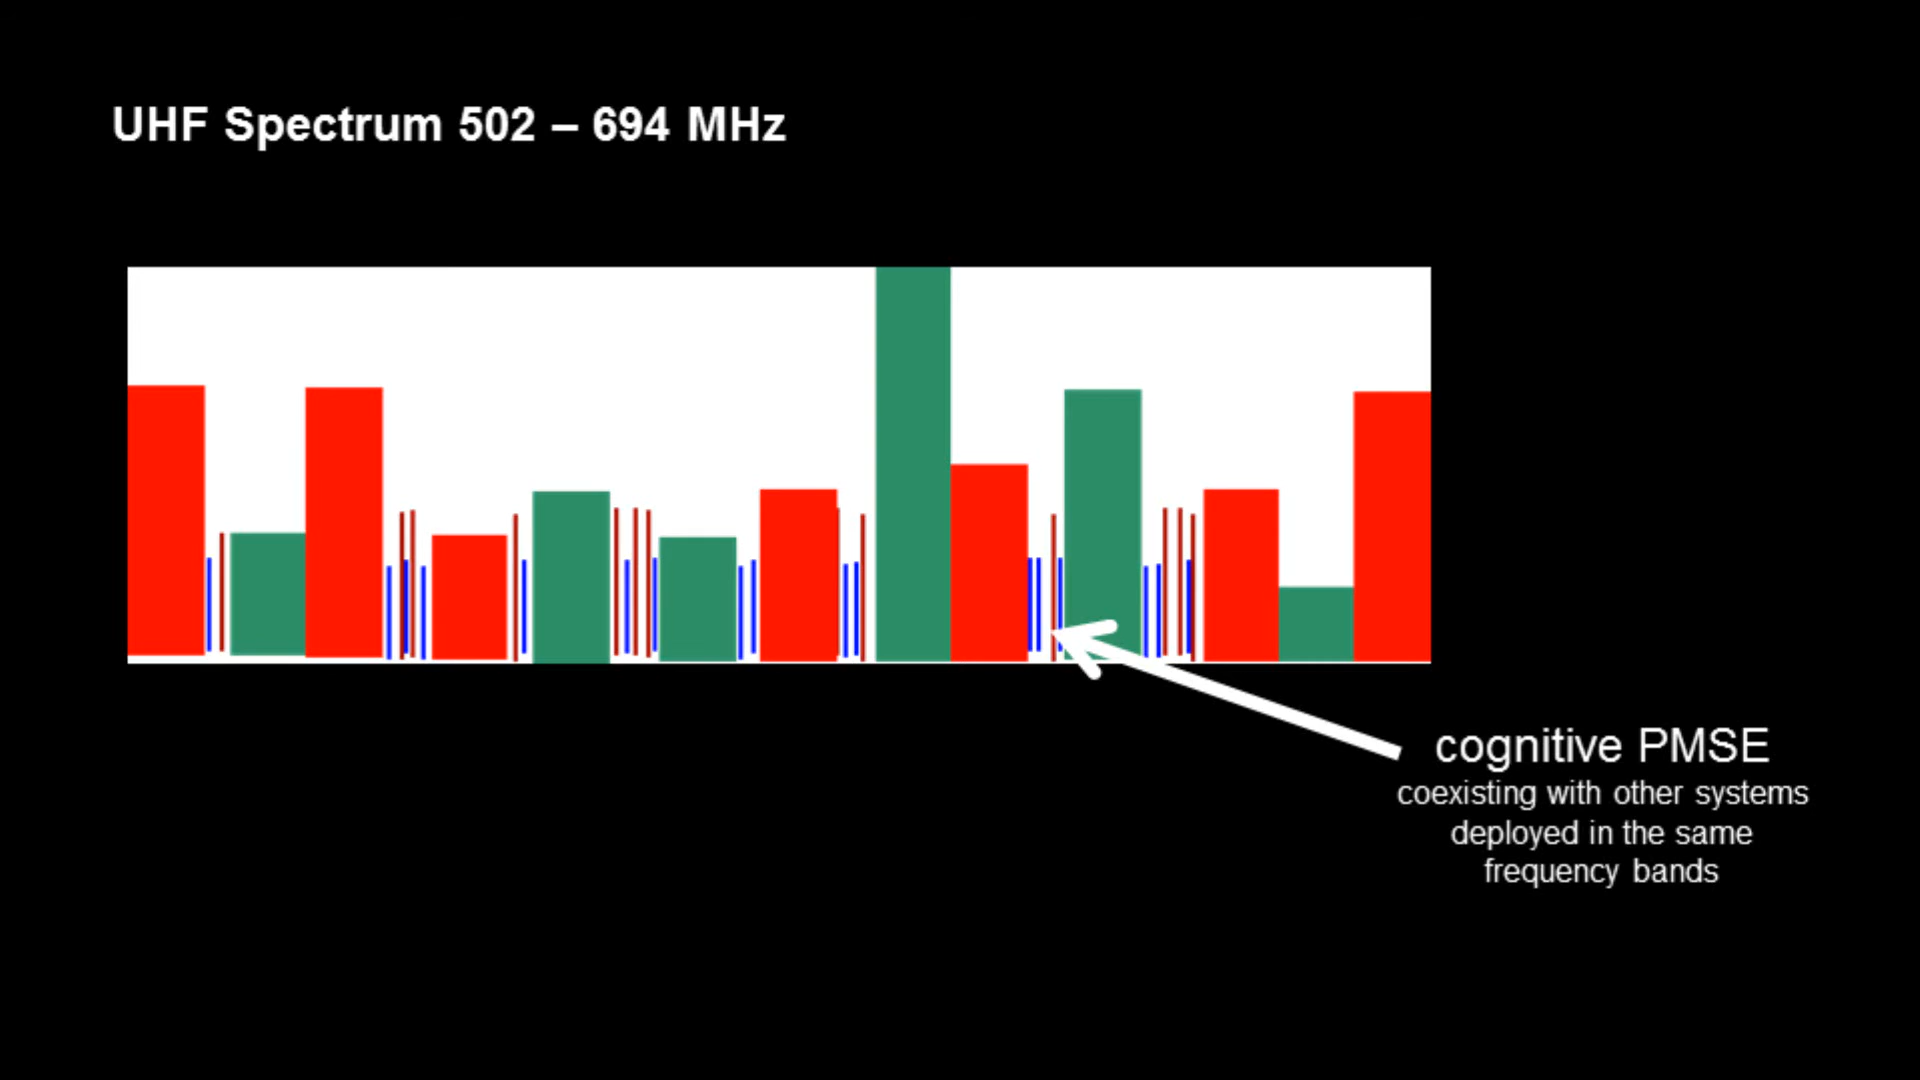 UHF Spectrum 502 – 694 MHz
cognitive PMSE
coexisting with other systems
deployed in the same
frequency bands